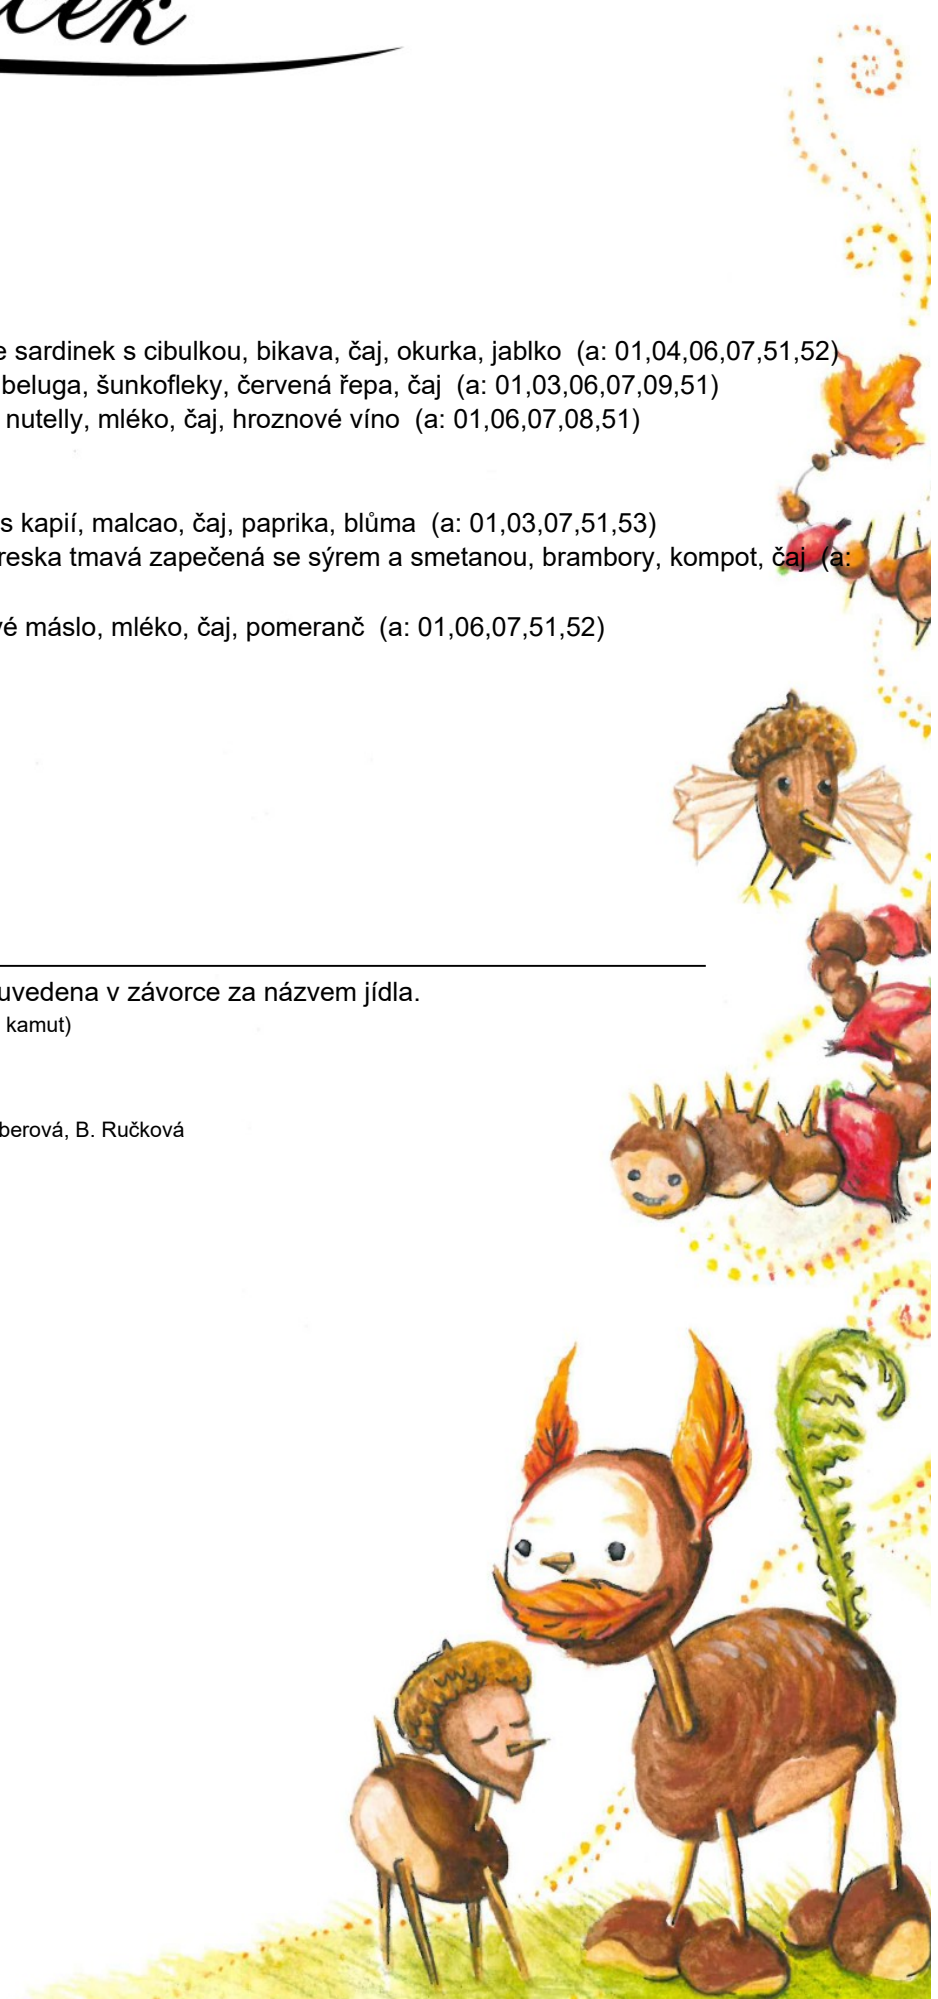 ček
e sardinek s cibulkou, bikava, čaj, okurka, jablko (a: 01,04,06,07,51,52)
beluga, šunkofleky, červená řepa, čaj (a: 01,03,06,07,09,51)
nutelly, mléko, čaj, hroznové víno (a: 01,06,07,08,51)
s kapií, malcao, čaj, paprika, blůma (a: 01,03,07,51,53)
reska tmavá zapečená se sýrem a smetanou, brambory, kompot, čaj (a:
vé máslo, mléko, čaj, pomeranč (a: 01,06,07,51,52)
uvedena v závorce za názvem jídla.
kamut)
berová, B. Ručková